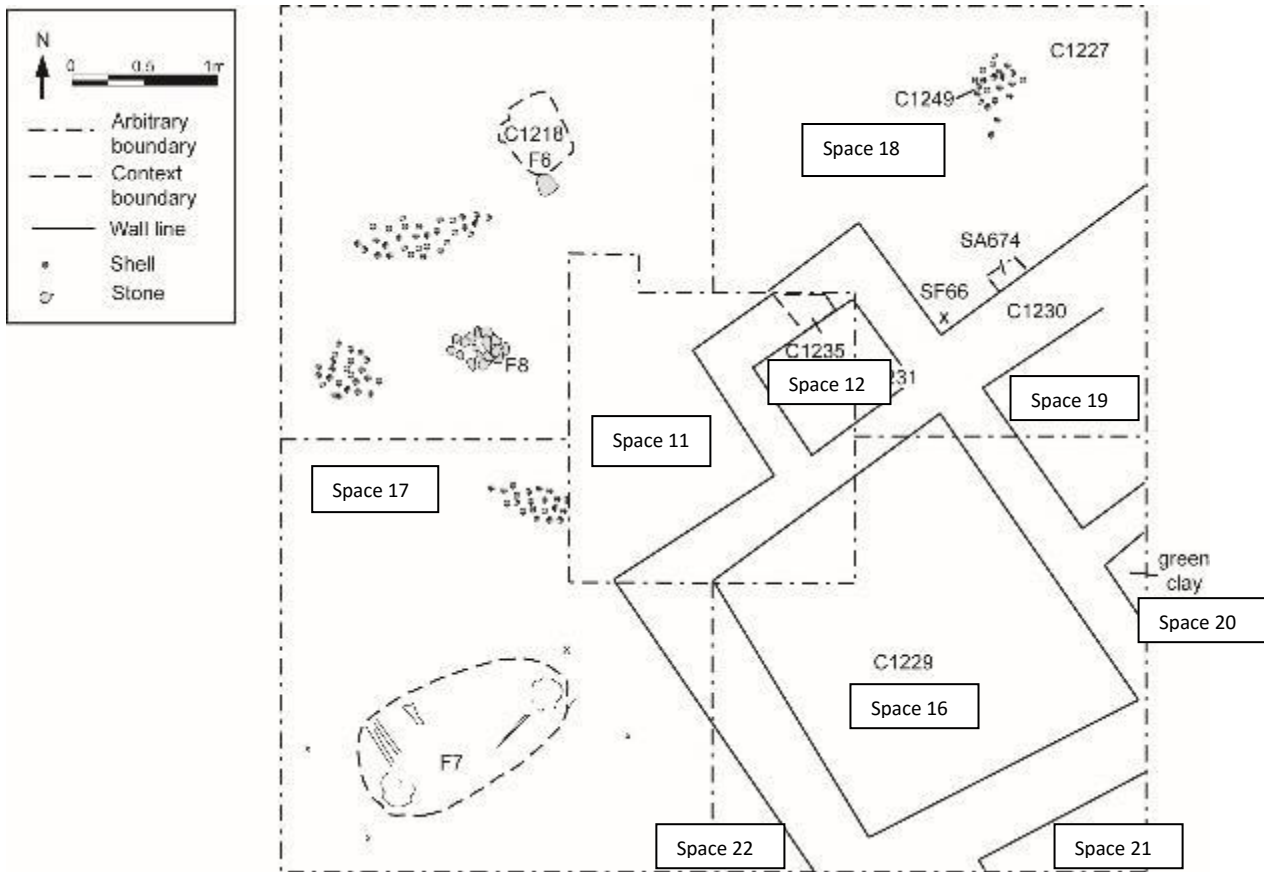 N
0 0.5 1m
Arbitrary
boundary
Context
boundary
Wall line
Shell
Stone
C1227
C1249
C1218
F6
Space 18
SA674
SF66
x
C1230
C1235
231
F8
Space 12
Space 19
Space 11
Space 17
green
clay
Space 20
x
C1229
Space 16
F7
x
x
x
Space 22
Space 21